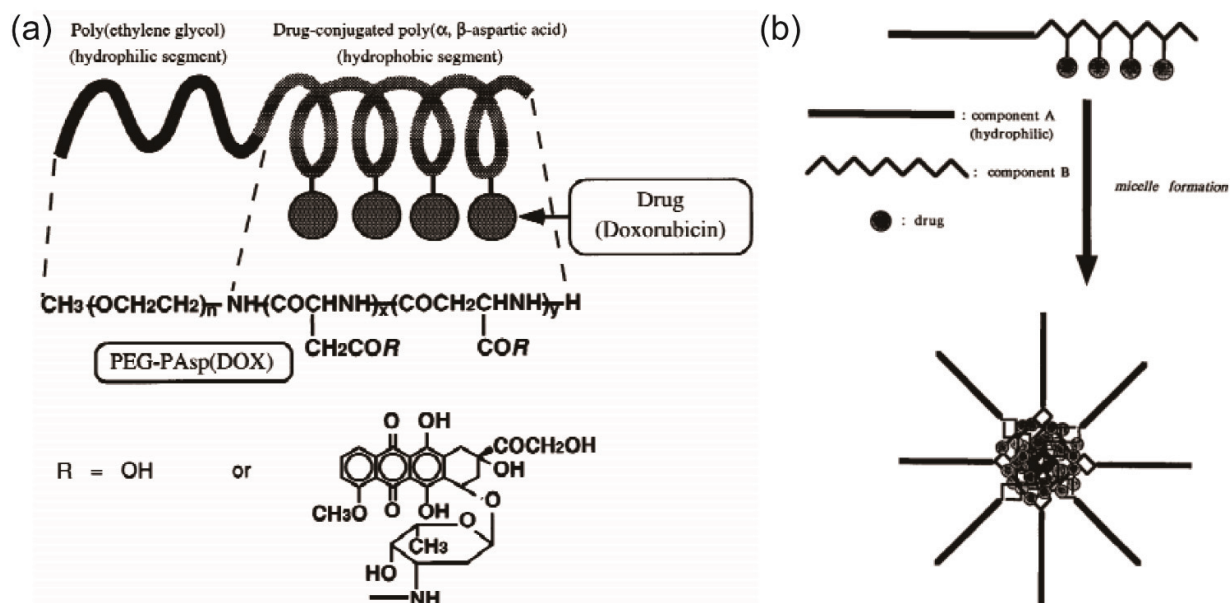 (a)
Poly(ethylene glycol)
(hydrophilic segment)
Drug-conjugated poly(α, β-aspartic acid)
(hydrophobic segment)
Drug
(Doxorubicin)
CH3(OCH2CH2)n NH(COCHNH)x(COCH2CHNH)yH
CH2COR
COR
PEG-PAsp(DOX)
R = OH or
O OH
COCH2OH
OH
CH3O
O OH
O
O
CH3
HO
NH
(b)
: component A
(hydrophilic)
: component B
: drug
micelle formation